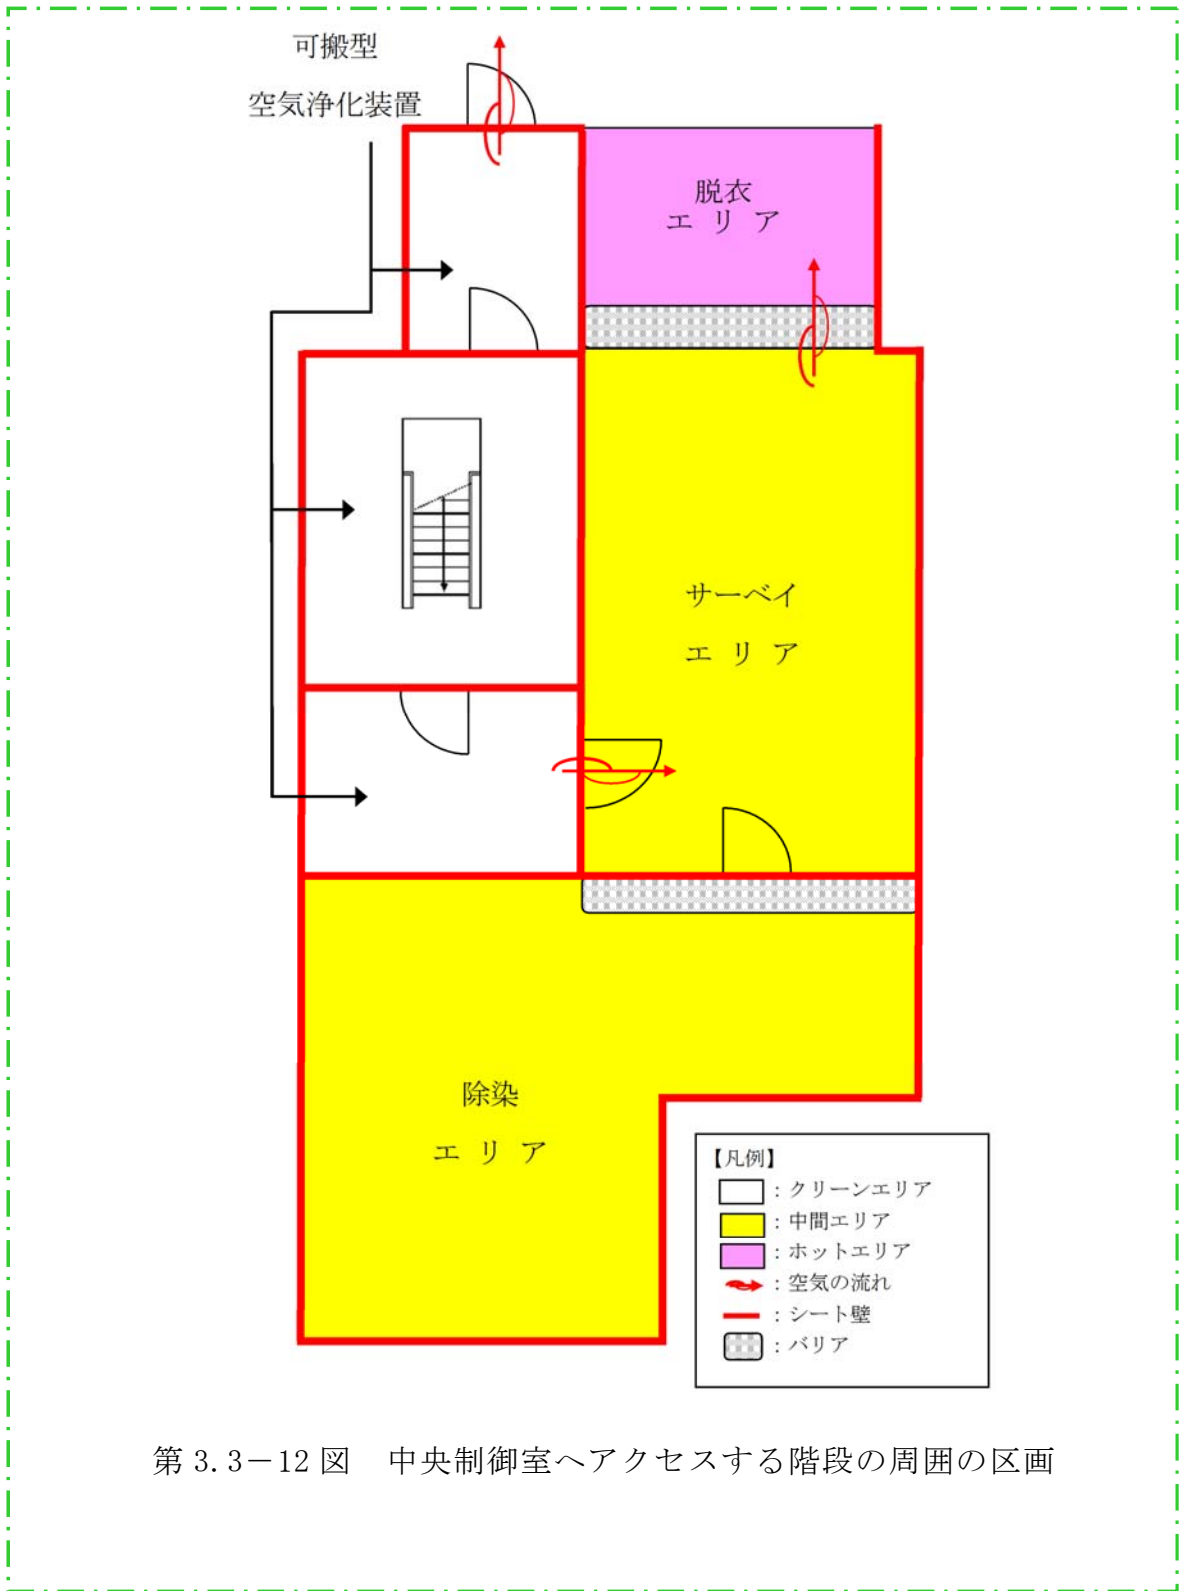 可搬型
空気浄化装置
脱衣
エリア
サーベイ
エリア
除染
エリア
【凡例】
：クリーンエリア
：中間エリア
：ホットエリア
：空気の流れ
：シート壁
：バリア
第 3.3－12 図　中央制御室へアクセスする階段の周囲の区画